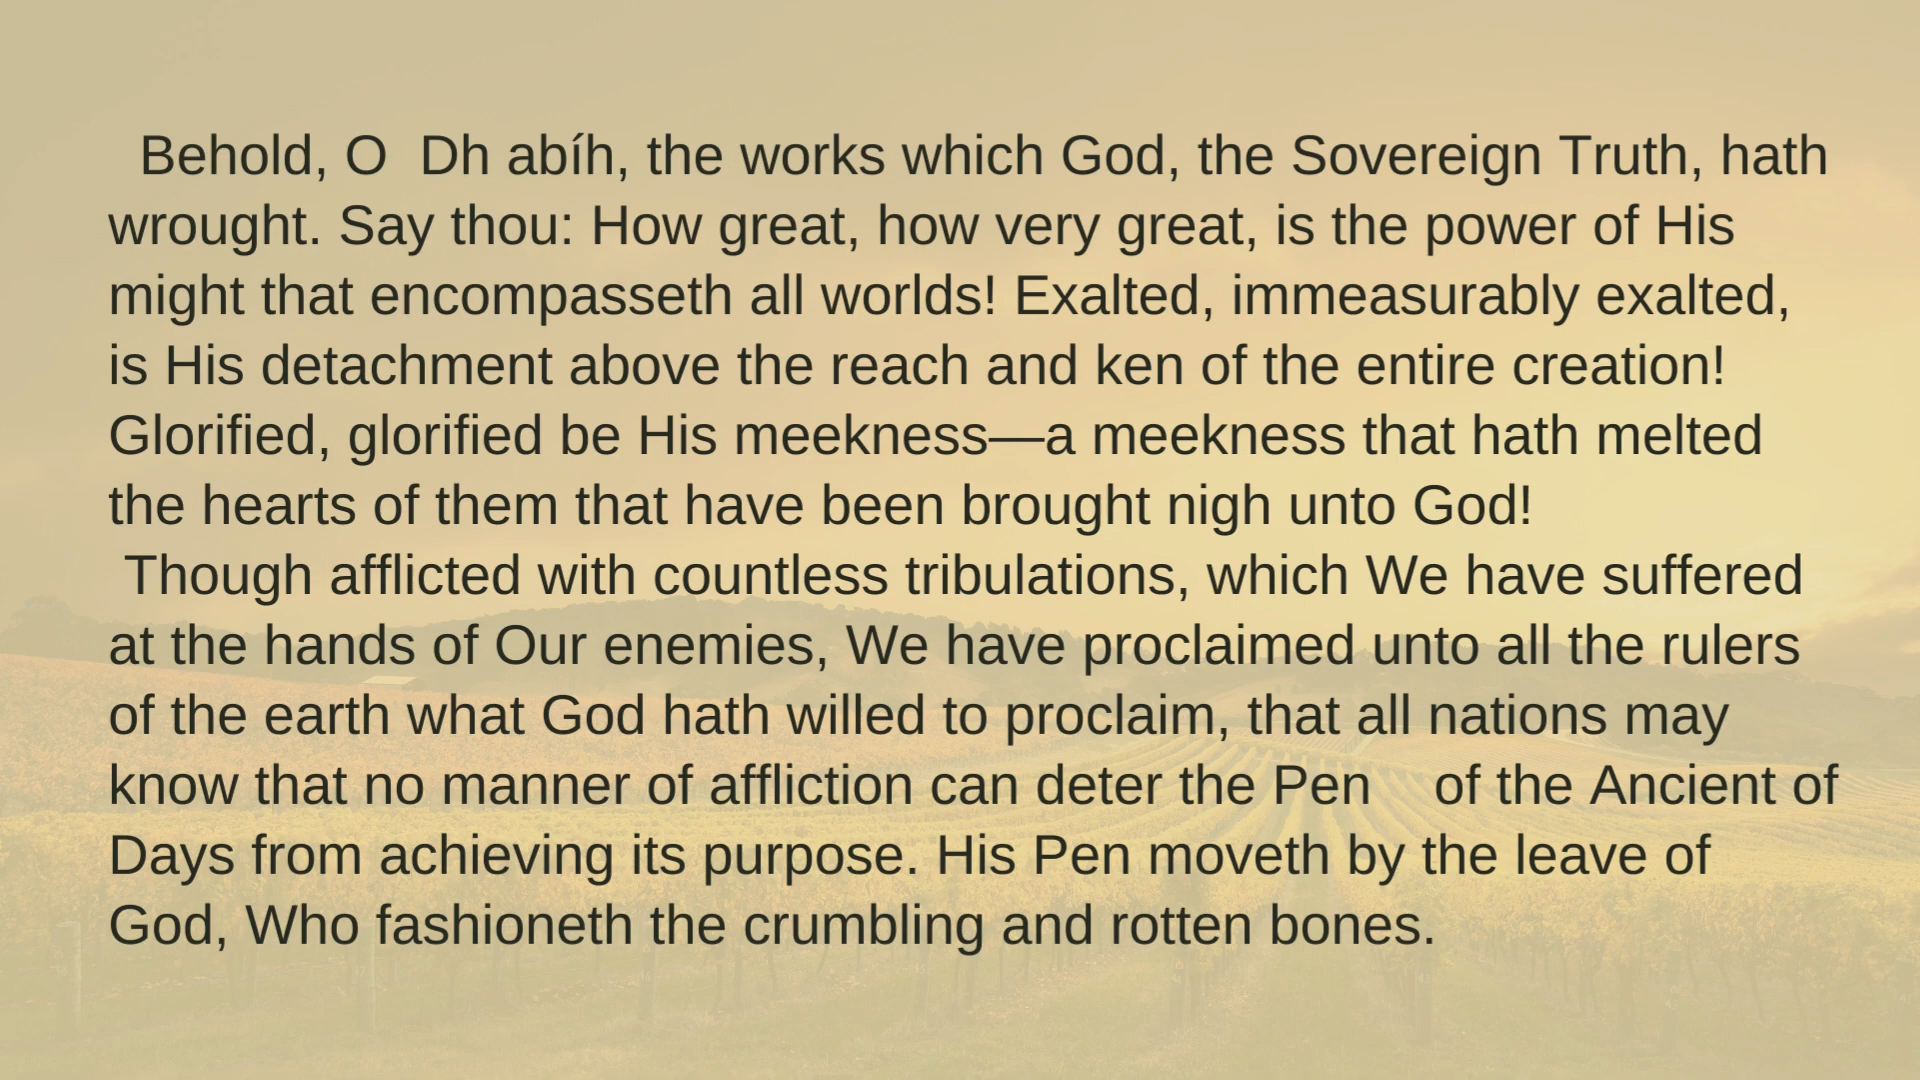 Behold, O  Dh abíh, the works which God, the Sovereign Truth, hath
wrought. Say thou: How great, how very great, is the power of His
might that encompasseth all worlds! Exalted, immeasurably exalted,
is His detachment above the reach and ken of the entire creation!
Glorified, glorified be His meekness—a meekness that hath melted
the hearts of them that have been brought nigh unto God!
Though afflicted with countless tribulations, which We have suffered
at the hands of Our enemies, We have proclaimed unto all the rulers
of the earth what God hath willed to proclaim, that all nations may
know that no manner of affliction can deter the Pen    of the Ancient of
Days from achieving its purpose. His Pen moveth by the leave of
God, Who fashioneth the crumbling and rotten bones.